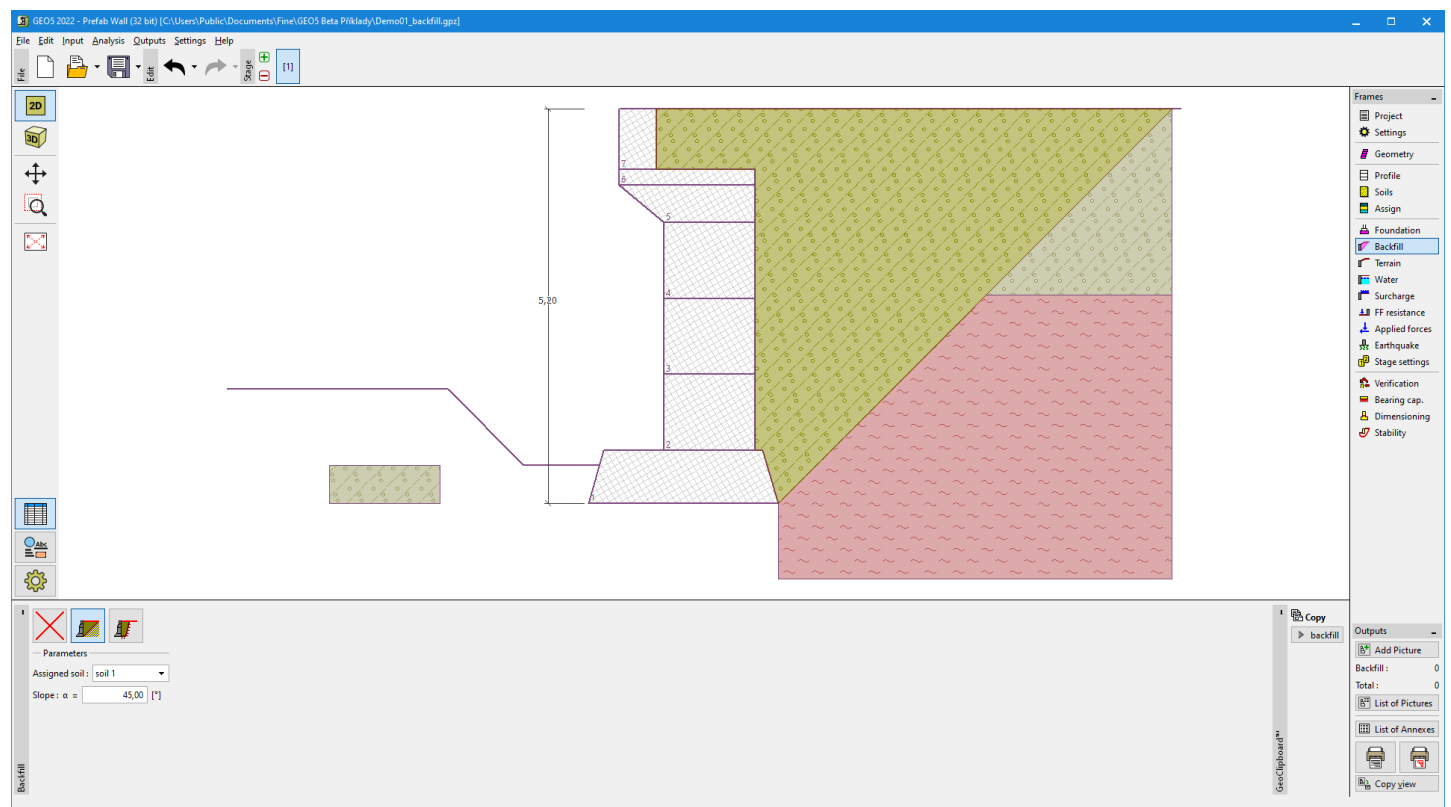 GEO5 2022 - Prefab Wall (32 bit) [C:\Users\Public\Documents\Fine\GEO5 Beta Příklady\Demo01_backfill.gpz]
File Edit Input Analysis Outputs Settings Help
File
Edit
Stage
[1]
2D
3D
Abc
5,20
7
6
5
4
3
2
1
Frames
Project
Settings
Geometry
Profile
Soils
Assign
Foundation
Backfill
Terrain
Water
Surcharge
FF resistance
Applied forces
Earthquake
Stage settings
Verification
Bearing cap.
Dimensioning
Stability
Backfill
Parameters
Assigned soil : soil 1
Slope : α = 45,00 [°]
GeoClipboard™
Copy
backfill
Outputs
Add Picture
Backfill : 0
Total : 0
List of Pictures
List of Annexes
Copy view